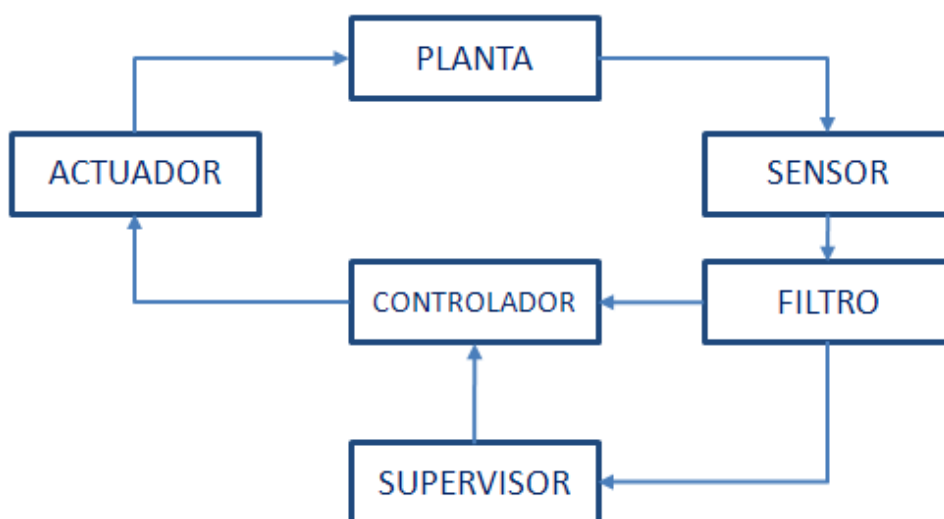 PLANTA
ACTUADOR
SENSOR
CONTROLADOR
FILTRO
SUPERVISOR